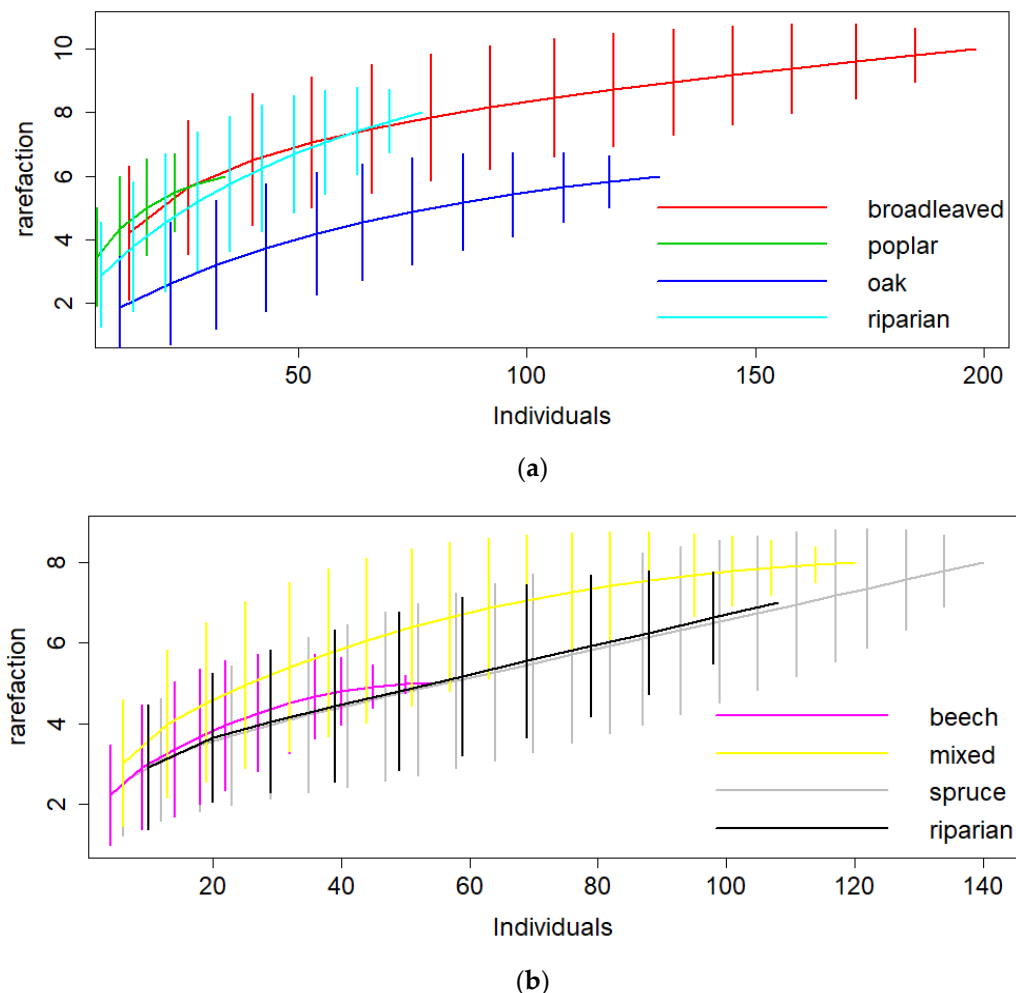 rarefaction
10
8
6
4
2
broadleaved
poplar
oak
riparian
50 100 150 200
Individuals
(a)
rarefaction
8
6
4
2
beech
mixed
spruce
riparian
20 40 60 80 100 120 140
Individuals
(b)